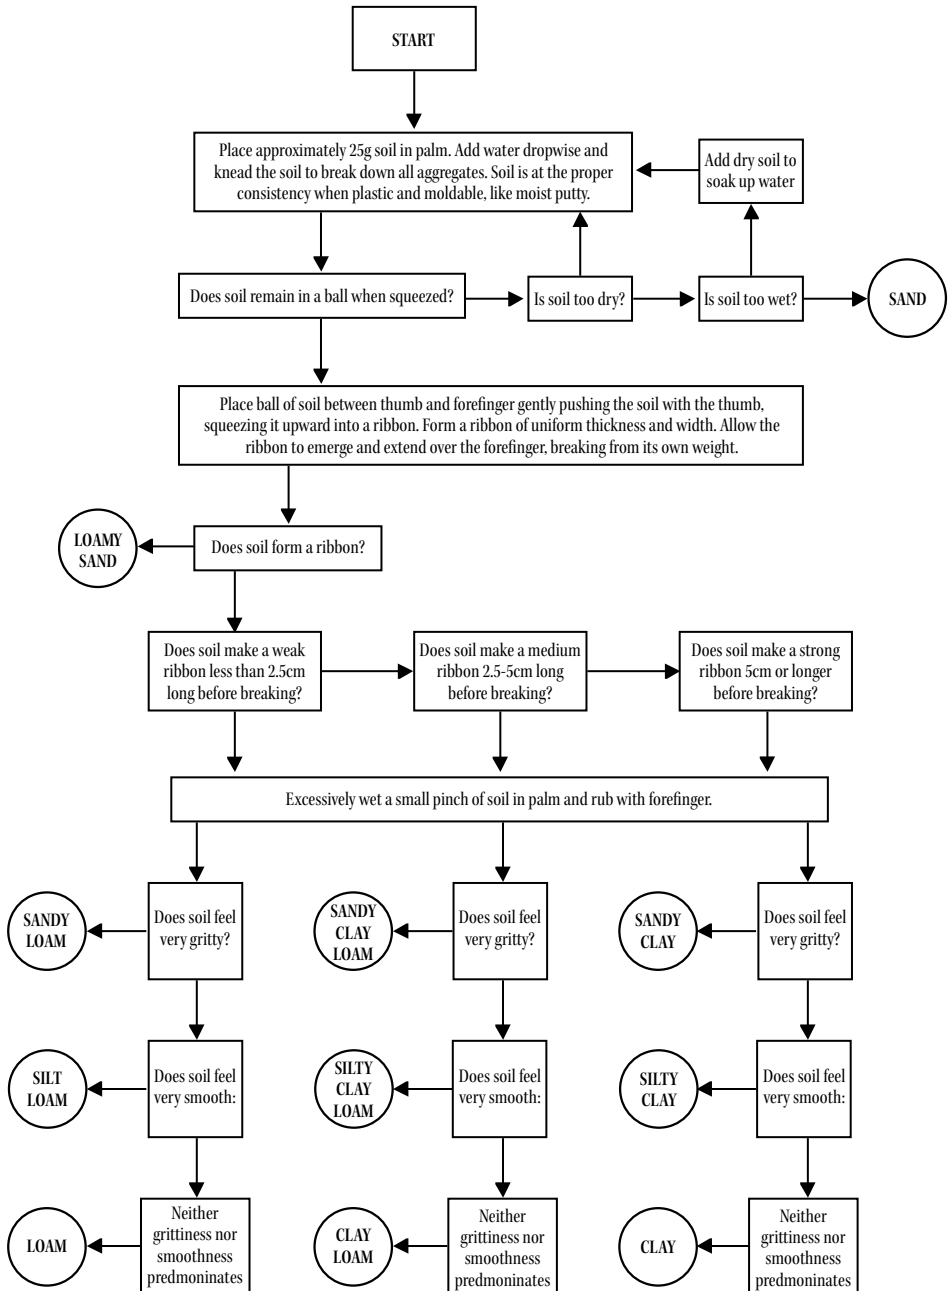 START
Place approximately 25g soil in palm. Add water dropwise and
knead the soil to break down all aggregates. Soil is at the proper
consistency when plastic and moldable, like moist putty.
Add dry soil to
soak up water
Does soil remain in a ball when squeezed?
Is soil too dry?
Is soil too wet?
SAND
Place ball of soil between thumb and forefinger gently pushing the soil with the thumb,
squeezing it upward into a ribbon. Form a ribbon of uniform thickness and width. Allow the
ribbon to emerge and extend over the forefinger, breaking from its own weight.
LOAMY
SAND
Does soil form a ribbon?
Does soil make a weak
ribbon less than 2.5cm
long before breaking?
Does soil make a medium
ribbon 2.5-5cm long
before breaking?
Does soil make a strong
ribbon 5cm or longer
before breaking?
Excessively wet a small pinch of soil in palm and rub with forefinger.
SANDY
LOAM
Does soil feel
very gritty?
SANDY
CLAY
LOAM
Does soil feel
very gritty?
SANDY
CLAY
Does soil feel
very gritty?
SILT
LOAM
Does soil feel
very smooth:
SILTY
CLAY
LOAM
Does soil feel
very smooth:
SILTY
CLAY
Does soil feel
very smooth:
LOAM
Neither
grittiness nor
smoothness
predmoninates
CLAY
LOAM
Neither
grittiness nor
smoothness
predmoninates
CLAY
Neither
grittiness nor
smoothness
predmoninates